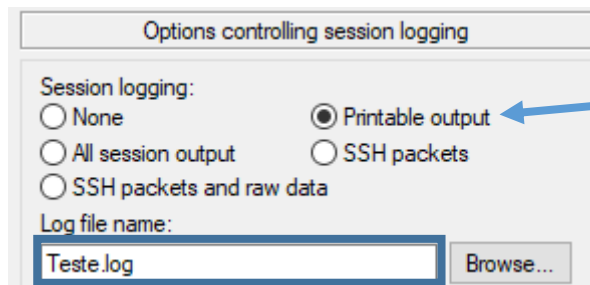 Options controlling session logging
Session logging:
None Printable output
All session output SSH packets
SSH packets and raw data
Log file name:
Teste.log Browse...